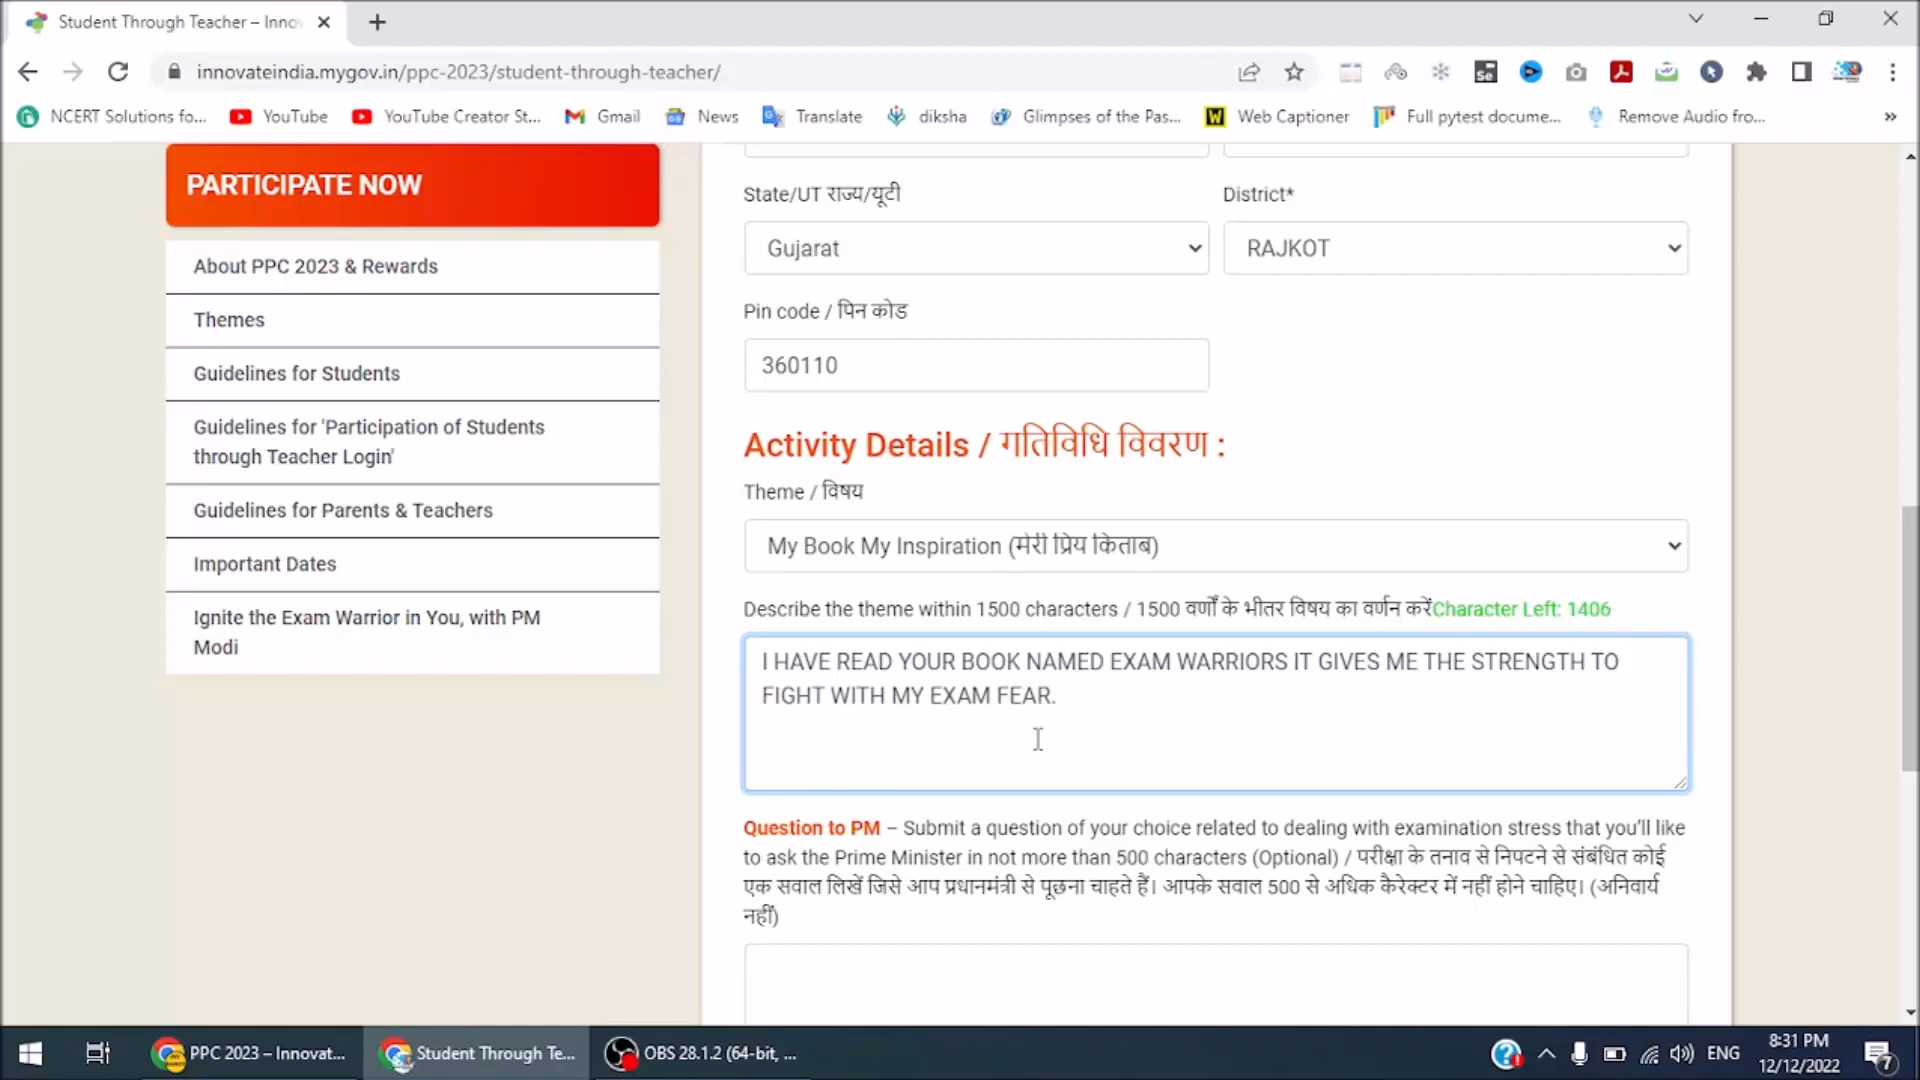 Student Through Teacher – Inno
innovateindia.mygov.in/ppc-2023/student-through-teacher/
NCERT Solutions fo...
YouTube
YouTube Creator St...
Gmail
News
Translate
diksha
Glimpses of the Pas...
W
Web Captioner
Full pytest docume...
Remove Audio fro...
»
PARTICIPATE NOW
About PPC 2023 & Rewards
Themes
Guidelines for Students
Guidelines for 'Participation of Students
through Teacher Login'
Guidelines for Parents & Teachers
Important Dates
Ignite the Exam Warrior in You, with PM
Modi
State/UT राज्य/यूटी
District*
Gujarat
RAJKOT
Pin code / पिन कोड
360110
Activity Details / गतिविधि विवरण :
Theme / विषय
My Book My Inspiration (मेरी प्रिय किताब)
Describe the theme within 1500 characters / 1500 वर्णों के भीतर विषय का वर्णन करें Character Left: 1406
I HAVE READ YOUR BOOK NAMED EXAM WARRIORS IT GIVES ME THE STRENGTH TO
FIGHT WITH MY EXAM FEAR.
Question to PM – Submit a question of your choice related to dealing with examination stress that you'll like
to ask the Prime Minister in not more than 500 characters (Optional) / परीक्षा के तनाव से निपटने से संबंधित कोई
एक सवाल लिखें जिसे आप प्रधानमंत्री से पूछना चाहते हैं। आपके सवाल 500 से अधिक कैरेक्टर में नहीं होने चाहिए। (अनिवार्य
नहीं)
PPC 2023 – Innovat...
Student Through Te...
OBS 28.1.2 (64-bit, ...
ENG
8:31 PM
12/12/2022
7